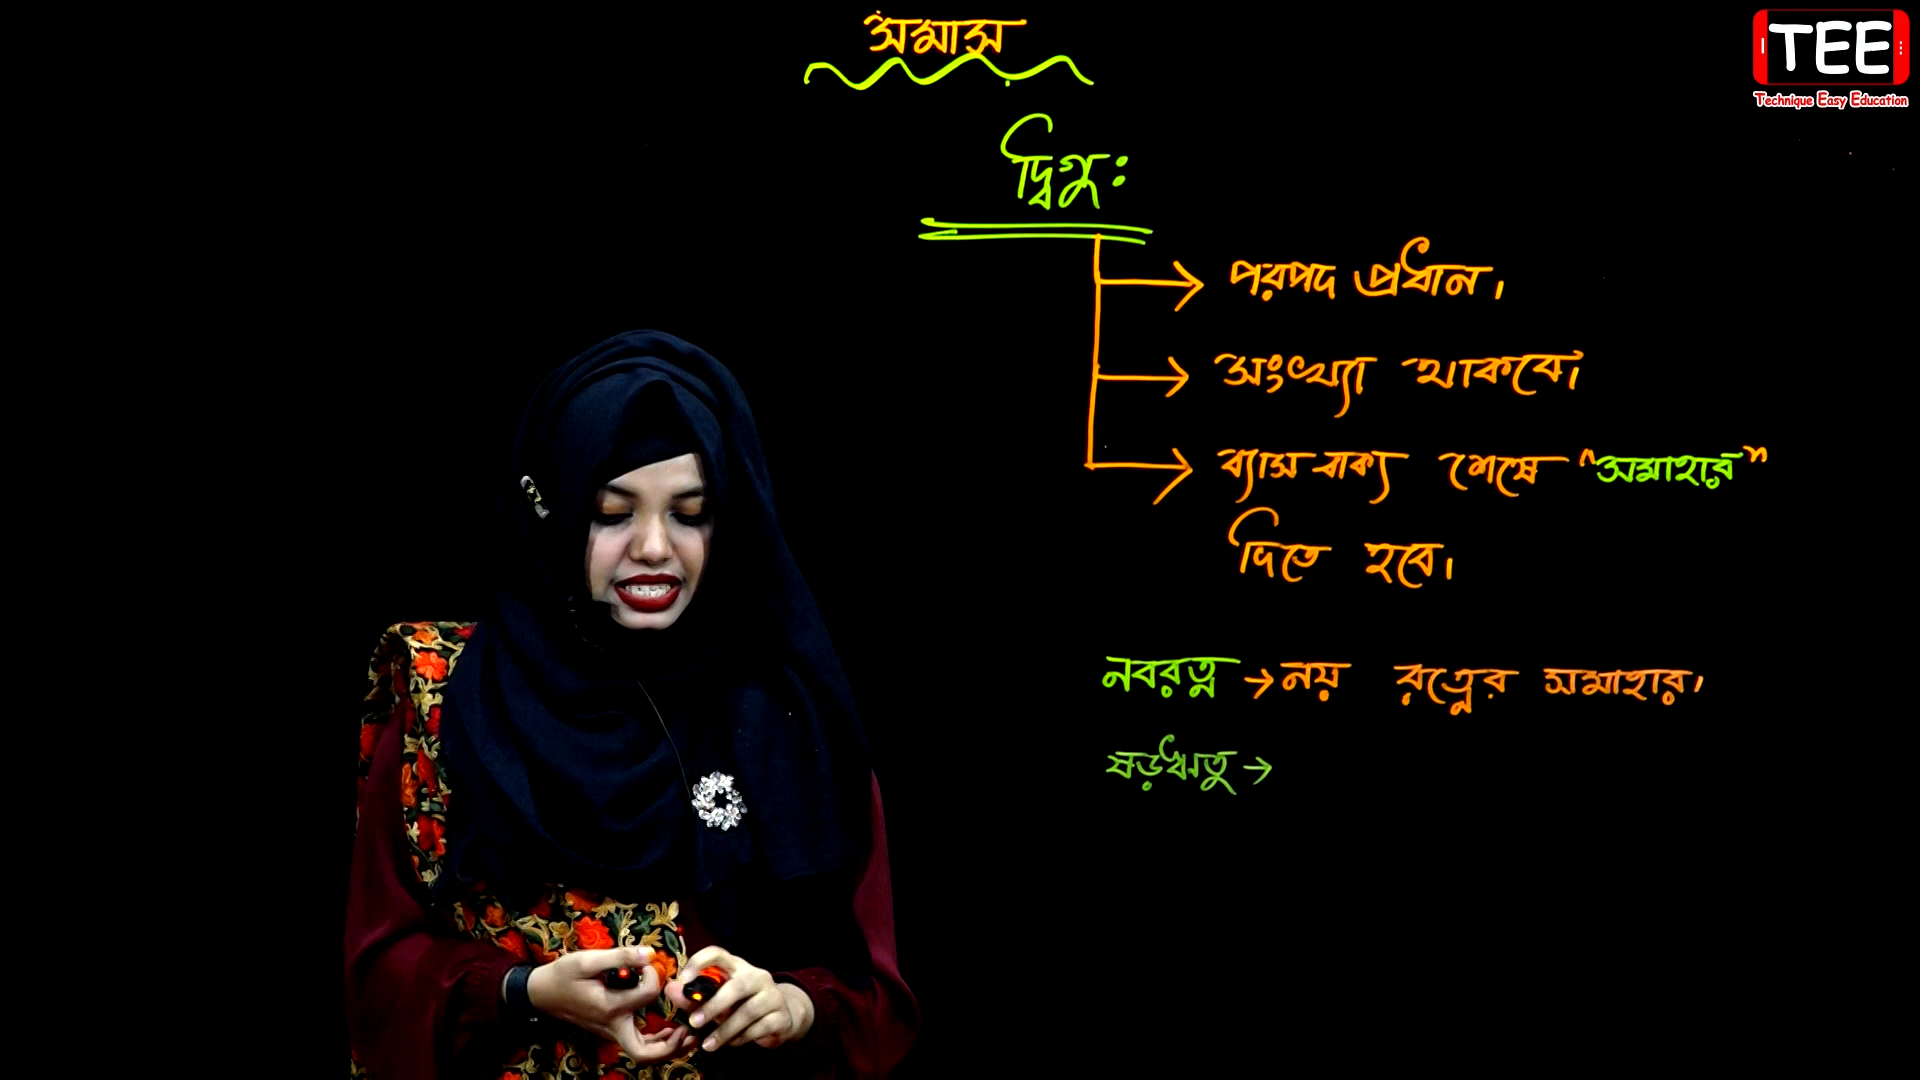 সমাস
TEE
Technique Easy Education
দ্বিগু:
পরপদ প্রধান।
সংখ্যা থাকবে।
ব্যাস বাক্য শেষে "সমাহার"
দিতে হবে।
নবরত্ন → নয় রত্নের সমাহার।
ষড়ঋতু →